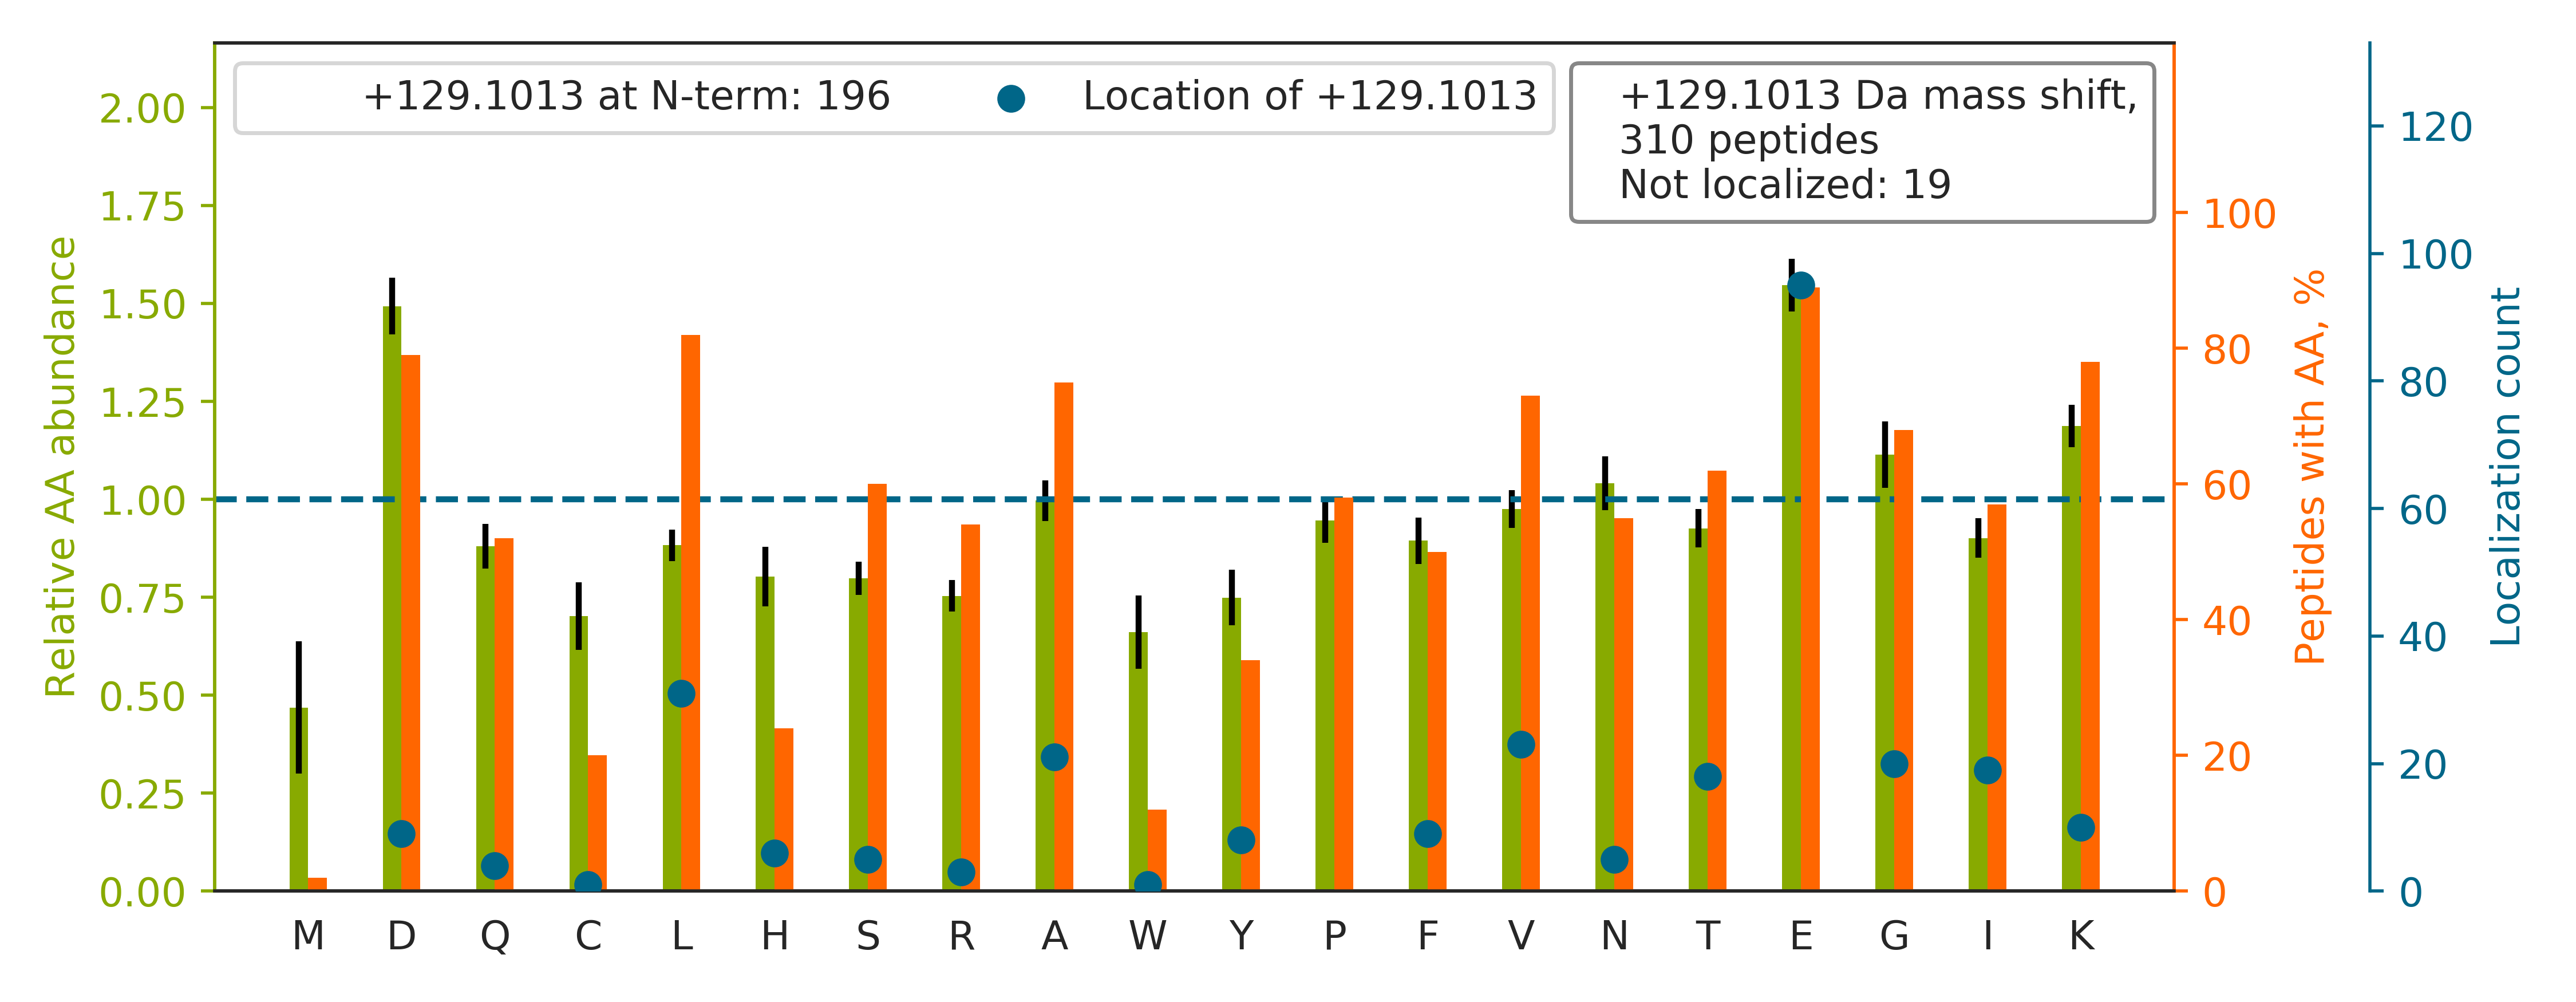 +129.1013 at N-term: 196
Location of +129.1013
+129.1013 Da mass shift,
310 peptides
Not localized: 19
Relative AA abundance
2.00
1.75
1.50
1.25
1.00
0.75
0.50
0.25
0.00
M D Q C L H S R A W Y P F V N T E G I K
100
80
60
40
20
0
Peptides with AA, %
120
100
80
60
40
20
0
Localization count